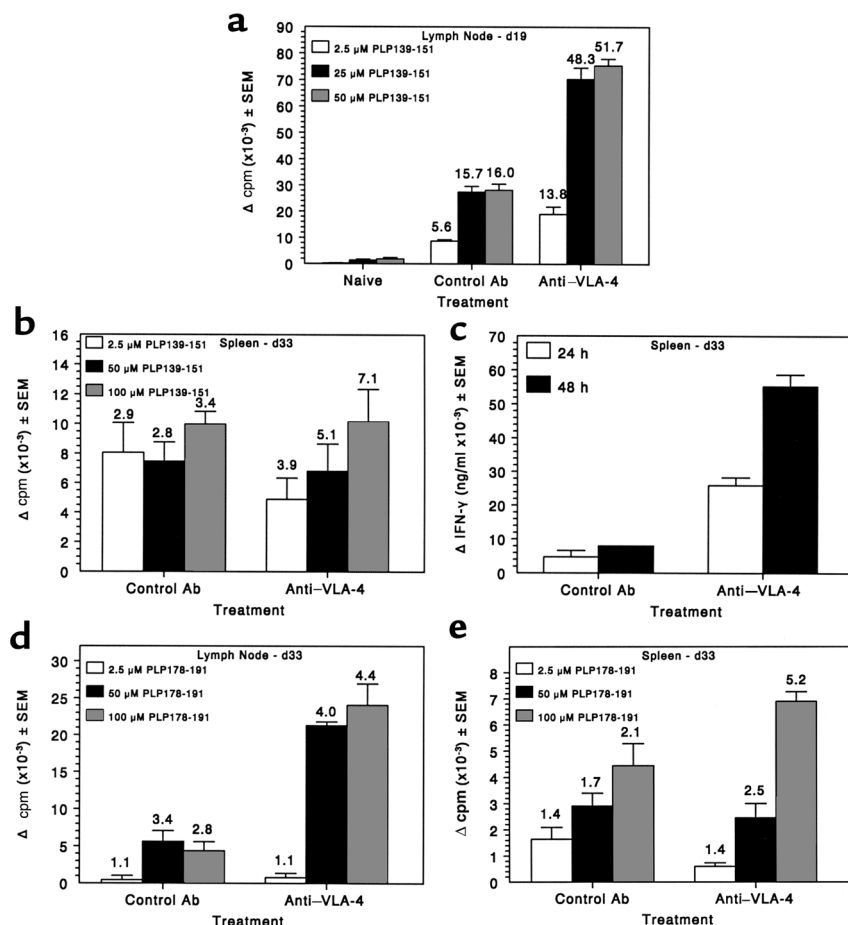 a
Lymph Node - d19
2.5 µM PLP139-151
25 µM PLP139-151
50 µM PLP139-151
Δ cpm (x10⁻³) ± SEM
90
80
70
60
50
40
30
20
10
0
5.6
15.7
16.0
13.8
48.3
51.7
Naive
Control Ab
Anti–VLA-4
Treatment
b
Spleen - d33
2.5 µM PLP139-151
50 µM PLP139-151
100 µM PLP139-151
Δ cpm (x10⁻³) ± SEM
16
14
12
10
8
6
4
2
0
2.9
2.8
3.4
3.9
5.1
7.1
Control Ab
Anti–VLA-4
Treatment
c
Spleen - d33
24 h
48 h
Δ IFN-γ (ng/ml x10⁻³) ± SEM
70
60
50
40
30
20
10
0
Control Ab
Anti–VLA-4
Treatment
d
Lymph Node - d33
2.5 µM PLP178-191
50 µM PLP178-191
100 µM PLP178-191
Δ cpm (x10⁻³) ± SEM
30
25
20
15
10
5
0
1.1
3.4
2.8
1.1
4.0
4.4
Control Ab
Anti–VLA-4
Treatment
e
Spleen - d33
2.5 µM PLP178-191
50 µM PLP178-191
100 µM PLP178-191
Δ cpm (x10⁻³) ± SEM
8
7
6
5
4
3
2
1
0
1.4
1.7
2.1
1.4
2.5
5.2
Control Ab
Anti–VLA-4
Treatment